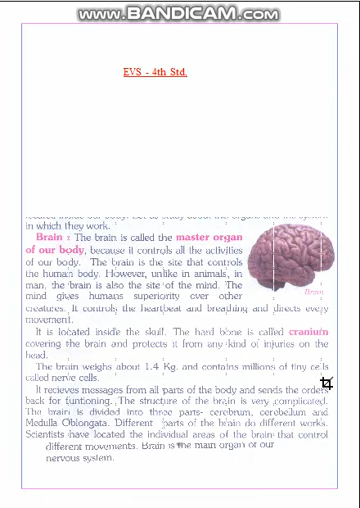 www.BANDICAM.com
EVS - 4th Std.
in which they work.
Brain : The brain is called the master organ
of our body, because it controls all the activities
of our body. The brain is the site that controls
the human body. However, unlike in animals, in
man, the brain is also the site of the mind. The
mind gives humans superiority over other
creatures. It controls the heartbeat and breathing and directs every
movement.
Brain
It is located inside the skull. The hard bone is called cranium
covering the brain and protects it from any kind of injuries on the
head.
The brain weighs about 1.4 Kg. and contains millions of tiny cells
called nerve cells.
It recieves messages from all parts of the body and sends the orders
back for funtioning. The structure of the brain is very complicated.
The brain is divided into three parts- cerebrum, cerebellum and
Medulla Oblongata. Different parts of the brain do different works.
Scientists have located the individual areas of the brain that control
different movements. Brain is the main organ of our
nervous system.